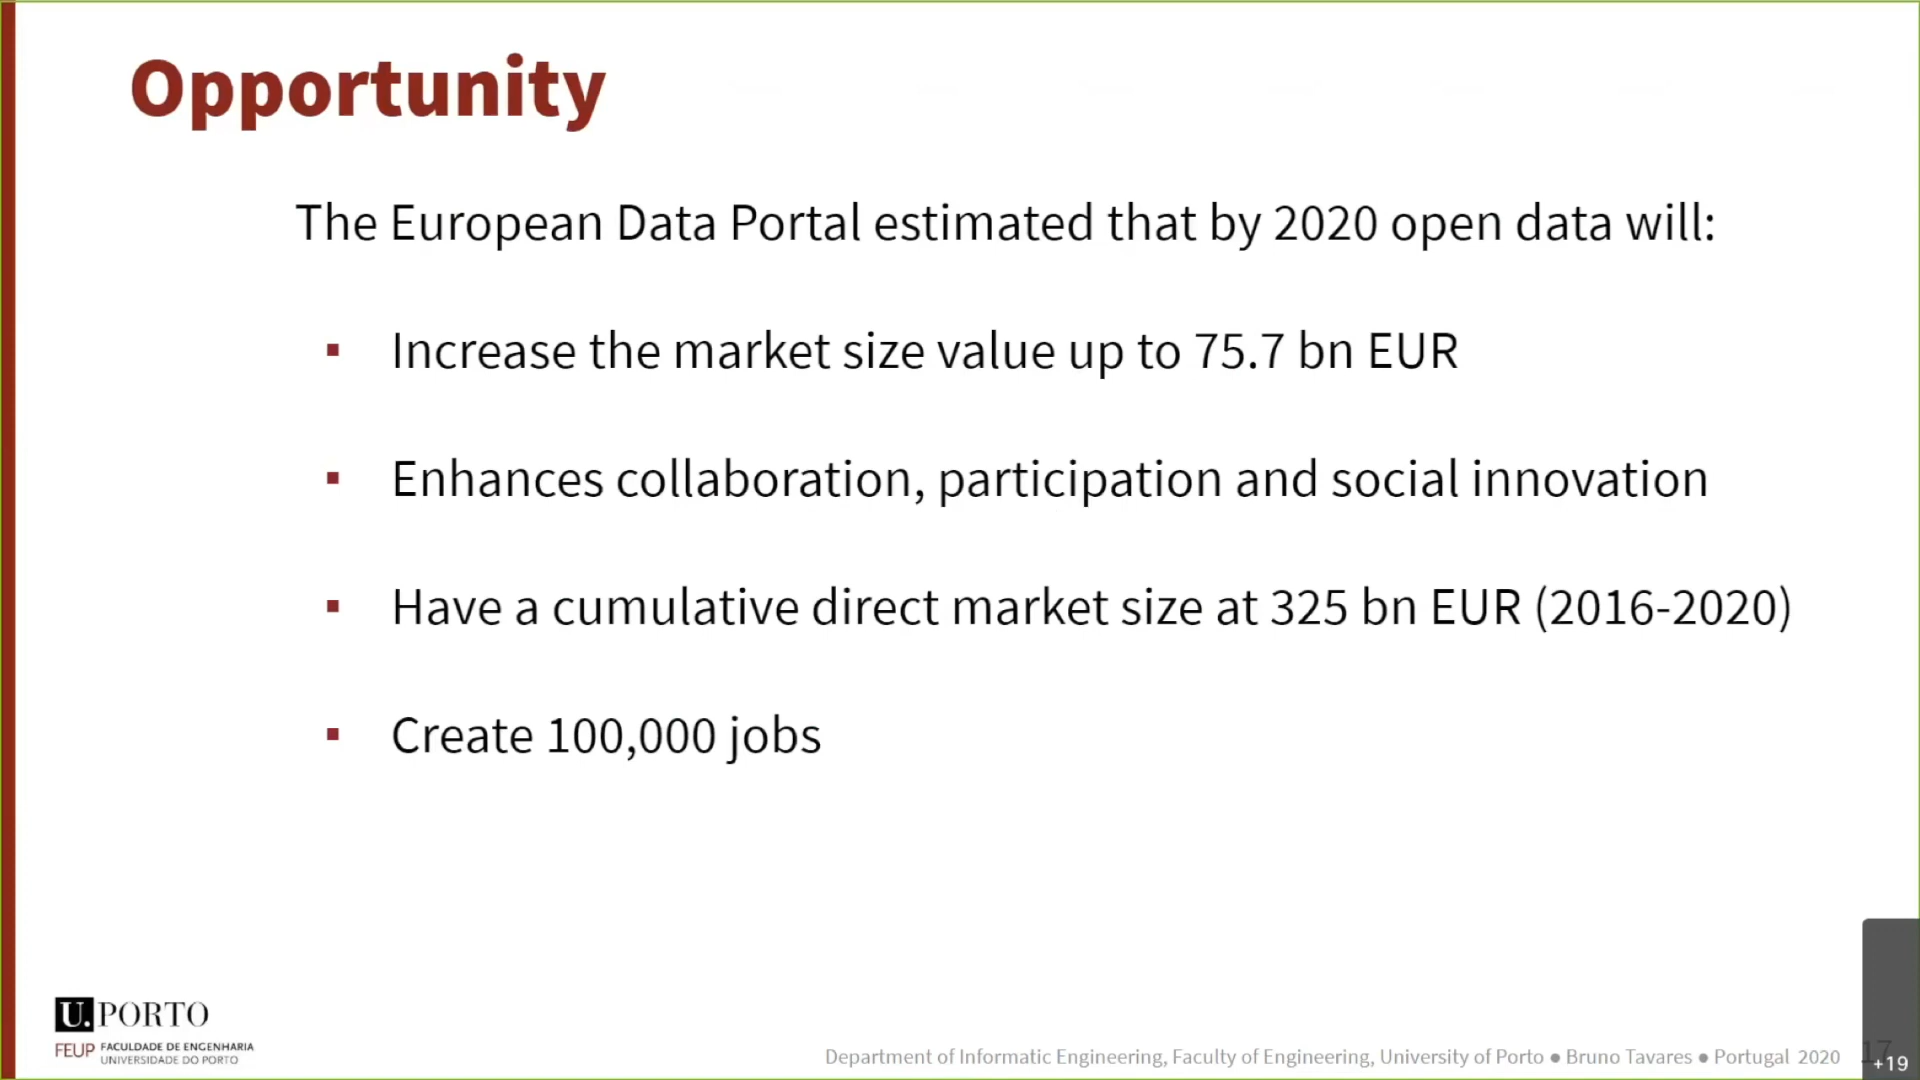 Opportunity
The European Data Portal estimated that by 2020 open data will:
▪ Increase the market size value up to 75.7 bn EUR
▪ Enhances collaboration, participation and social innovation
▪ Have a cumulative direct market size at 325 bn EUR (2016-2020)
▪ Create 100,000 jobs
U.PORTO
FEUP FACULDADE DE ENGENHARIA
UNIVERSIDADE DO PORTO
Department of Informatic Engineering, Faculty of Engineering, University of Porto ● Bruno Tavares ● Portugal 2020
17
+19